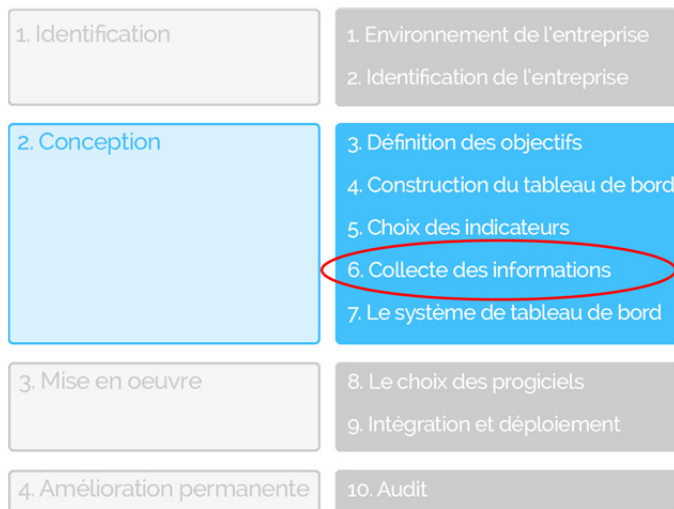 1. Identification
1. Environnement de l'entreprise
2. Identification de l'entreprise
2. Conception
3. Définition des objectifs
4. Construction du tableau de bord
5. Choix des indicateurs
6. Collecte des informations
7. Le système de tableau de bord
3. Mise en oeuvre
8. Le choix des progiciels
9. Intégration et déploiement
4. Amélioration permanente
10. Audit